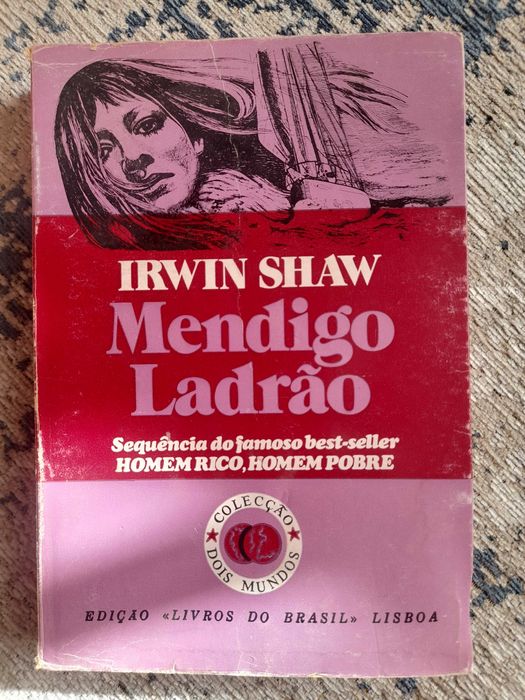 IRWIN SHAW
Mendigo
Ladrão
Sequência do famoso best-seller
HOMEM RICO, HOMEM POBRE
COLECÇÃO
DOIS MUNDOS
EDIÇÃO «LIVROS DO BRASIL» LISBOA